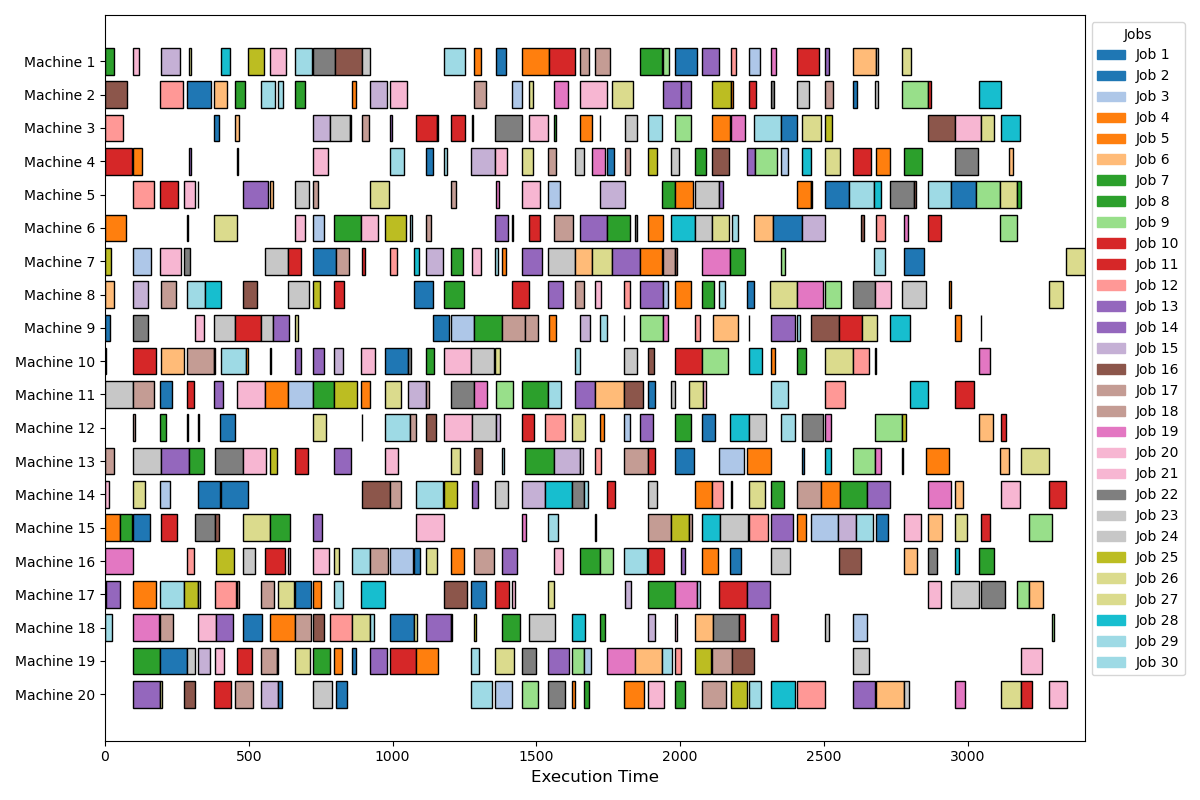 Machine 1
Machine 2
Machine 3
Machine 4
Machine 5
Machine 6
Machine 7
Machine 8
Machine 9
Machine 10
Machine 11
Machine 12
Machine 13
Machine 14
Machine 15
Machine 16
Machine 17
Machine 18
Machine 19
Machine 20
0 500 1000 1500 2000 2500 3000
Execution Time
Jobs
Job 1
Job 2
Job 3
Job 4
Job 5
Job 6
Job 7
Job 8
Job 9
Job 10
Job 11
Job 12
Job 13
Job 14
Job 15
Job 16
Job 17
Job 18
Job 19
Job 20
Job 21
Job 22
Job 23
Job 24
Job 25
Job 26
Job 27
Job 28
Job 29
Job 30